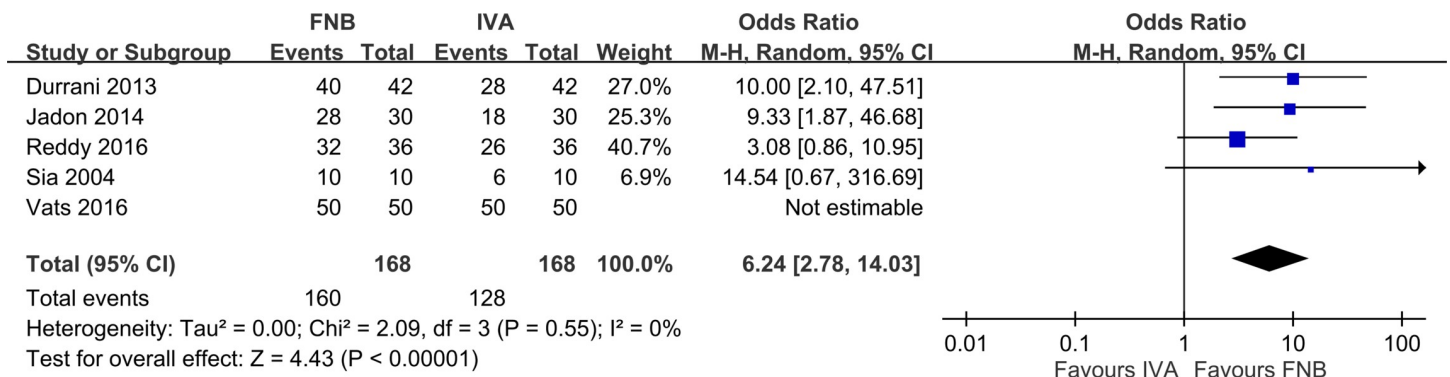 FNB IVA Odds Ratio Odds Ratio
Study or Subgroup Events Total Events Total Weight M-H, Random, 95% CI M-H, Random, 95% CI
Durrani 2013 40 42 28 42 27.0% 10.00 [2.10, 47.51]
Jadon 2014 28 30 18 30 25.3% 9.33 [1.87, 46.68]
Reddy 2016 32 36 26 36 40.7% 3.08 [0.86, 10.95]
Sia 2004 10 10 6 10 6.9% 14.54 [0.67, 316.69]
Vats 2016 50 50 50 50 Not estimable
Total (95% CI) 168 168 100.0% 6.24 [2.78, 14.03]
Total events 160 128
Heterogeneity: Tau² = 0.00; Chi² = 2.09, df = 3 (P = 0.55); I² = 0%
Test for overall effect: Z = 4.43 (P < 0.00001)
0.01 0.1 1 10 100
Favours IVA Favours FNB